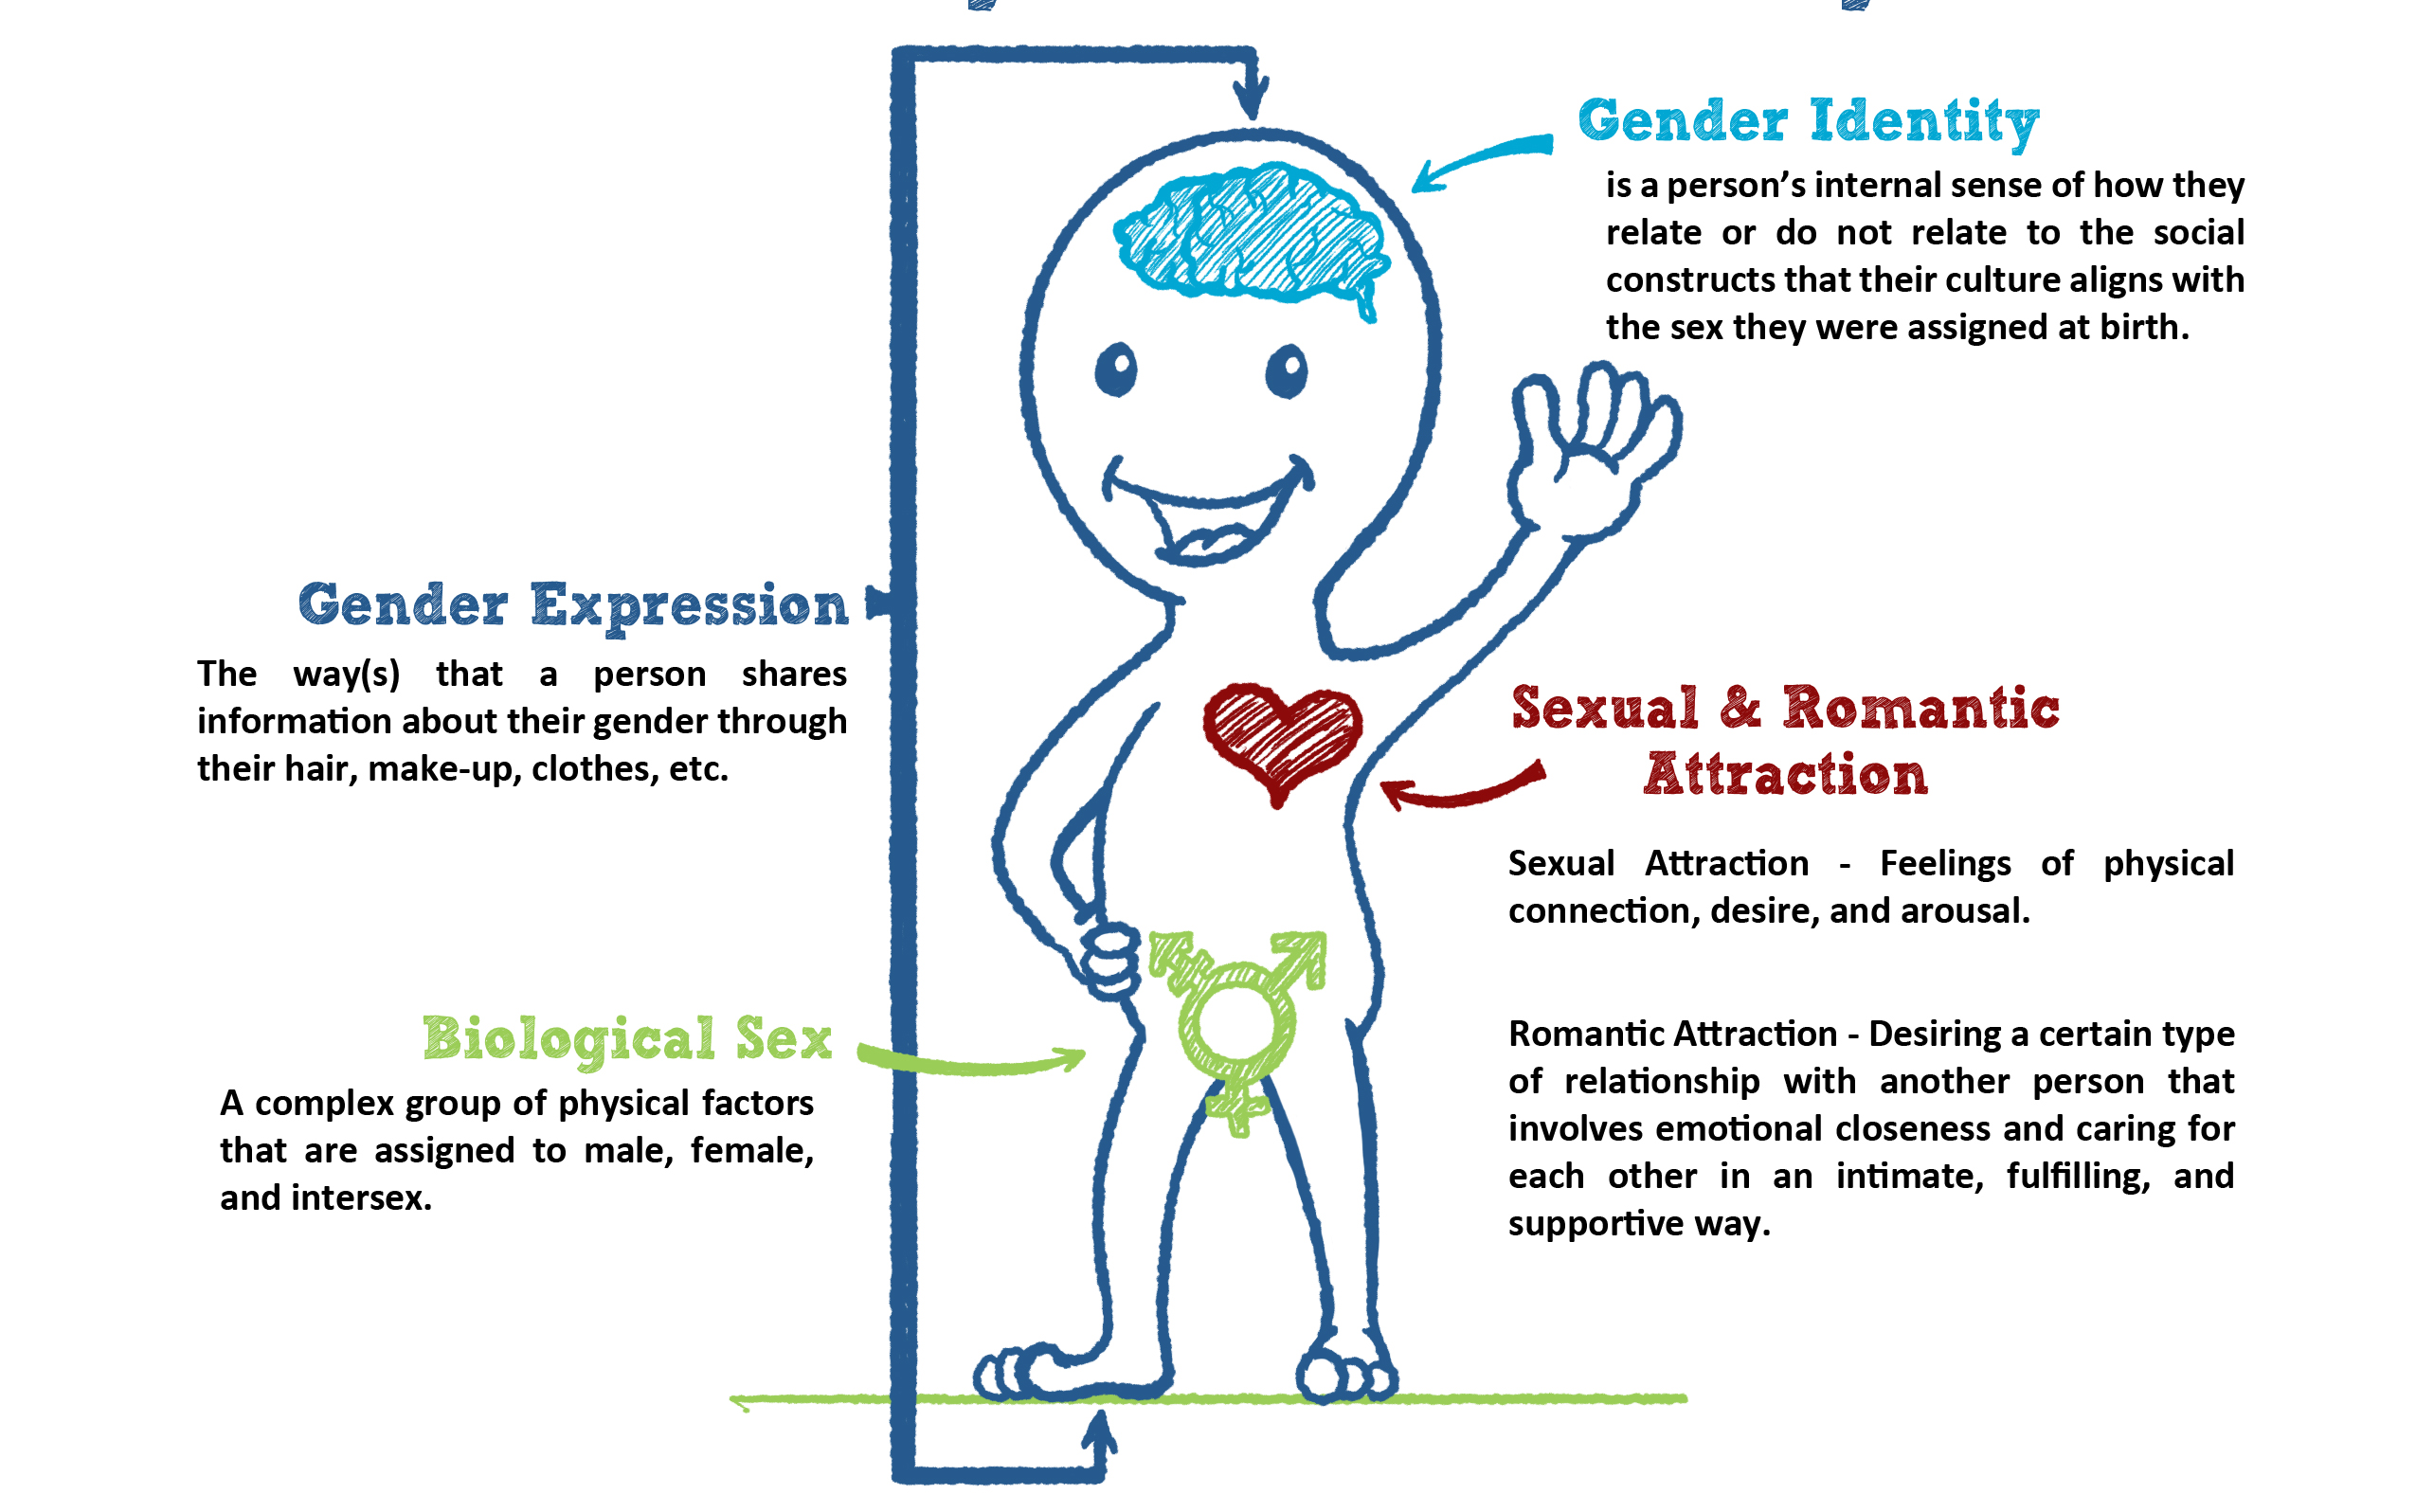 Gender Identity
is a person’s internal sense of how they
relate or do not relate to the social
constructs that their culture aligns with
the sex they were assigned at birth.
Gender Expression
The way(s) that a person shares
information about their gender through
their hair, make-up, clothes, etc.
Sexual & Romantic
Attraction
Sexual Attraction - Feelings of physical
connection, desire, and arousal.
Romantic Attraction - Desiring a certain type
of relationship with another person that
involves emotional closeness and caring for
each other in an intimate, fulfilling, and
supportive way.
Biological Sex
A complex group of physical factors
that are assigned to male, female,
and intersex.